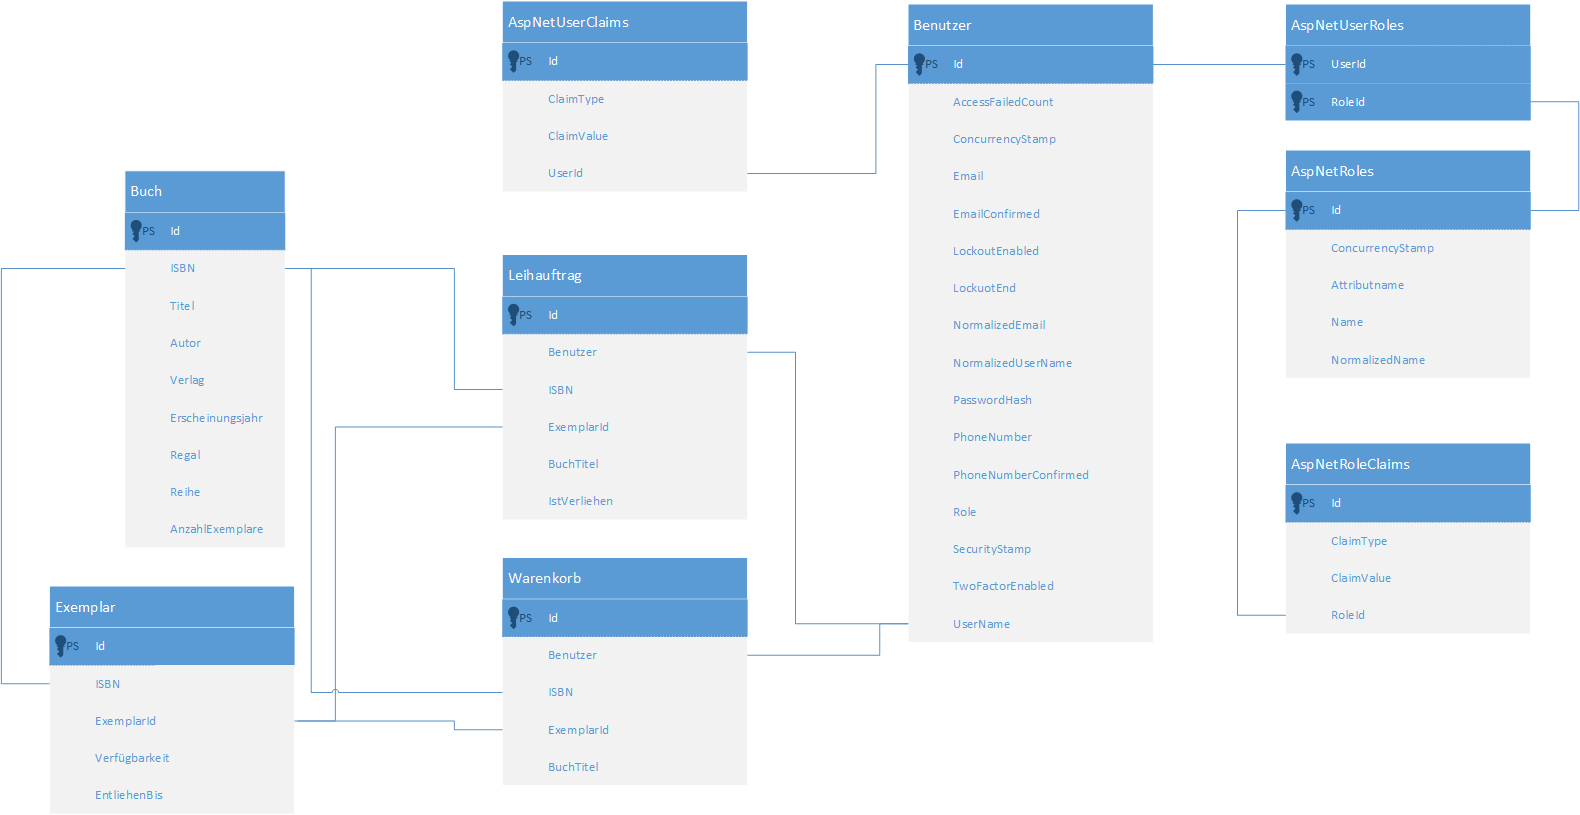 AspNetUserClaims
PS Id
ClaimType
ClaimValue
UserId
Benutzer
PS Id
AccessFailedCount
ConcurrencyStamp
Email
EmailConfirmed
LockoutEnabled
LockuotEnd
NormalizedEmail
NormalizedUserName
PasswordHash
PhoneNumber
PhoneNumberConfirmed
Role
SecurityStamp
TwoFactorEnabled
UserName
AspNetUserRoles
PS UserId
PS RoleId
AspNetRoles
PS Id
ConcurrencyStamp
Attributname
Name
NormalizedName
AspNetRoleClaims
PS Id
ClaimType
ClaimValue
RoleId
Buch
PS Id
ISBN
Titel
Autor
Verlag
Erscheinungsjahr
Regal
Reihe
AnzahlExemplare
Leihauftrag
PS Id
Benutzer
ISBN
ExemplarId
BuchTitel
IstVerliehen
Warenkorb
PS Id
Benutzer
ISBN
ExemplarId
BuchTitel
Exemplar
PS Id
ISBN
ExemplarId
Verfügbarkeit
EntliehenBis